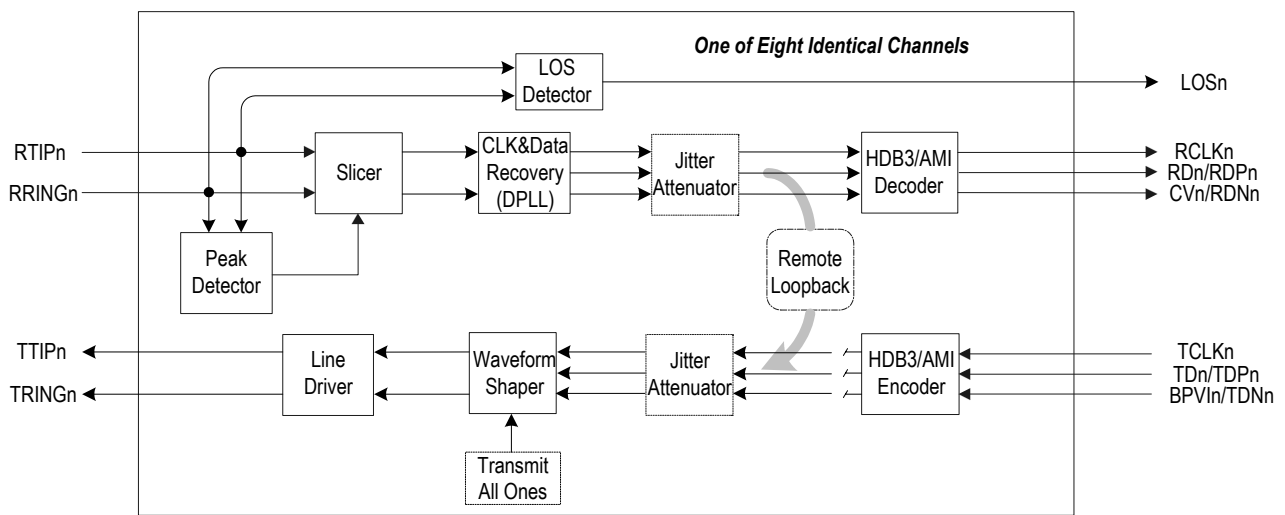 One of Eight Identical Channels
LOS
Detector
LOSn
RTIPn
RRINGn
Slicer
CLK&Data
Recovery
(DPLL)
Jitter
Attenuator
HDB3/AMI
Decoder
RCLKn
RDn/RDPn
CVn/RDNn
Peak
Detector
Remote
Loopback
TTIPn
TRINGn
Line
Driver
Waveform
Shaper
Jitter
Attenuator
HDB3/AMI
Encoder
TCLKn
TDn/TDPn
BPVIn/TDNn
Transmit
All Ones